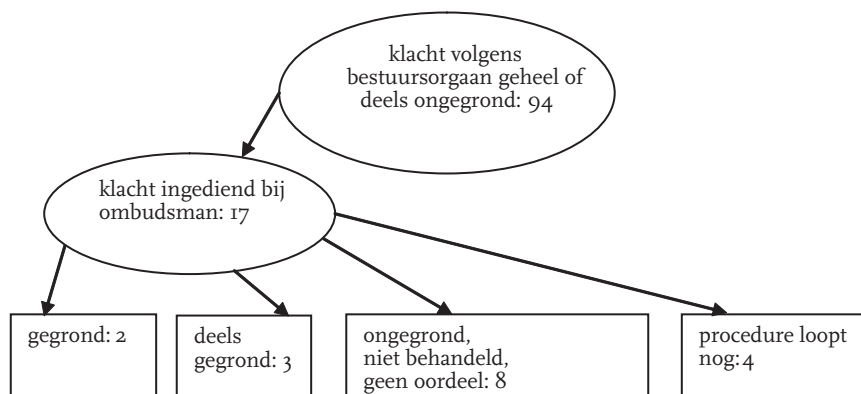 klacht volgens
bestuursorgaan geheel of
deels ongegrond: 94
klacht ingediend bij
ombudsman: 17
gegrond: 2
deels
gegrond: 3
ongegrond,
niet behandeld,
geen oordeel: 8
procedure loopt
nog:4